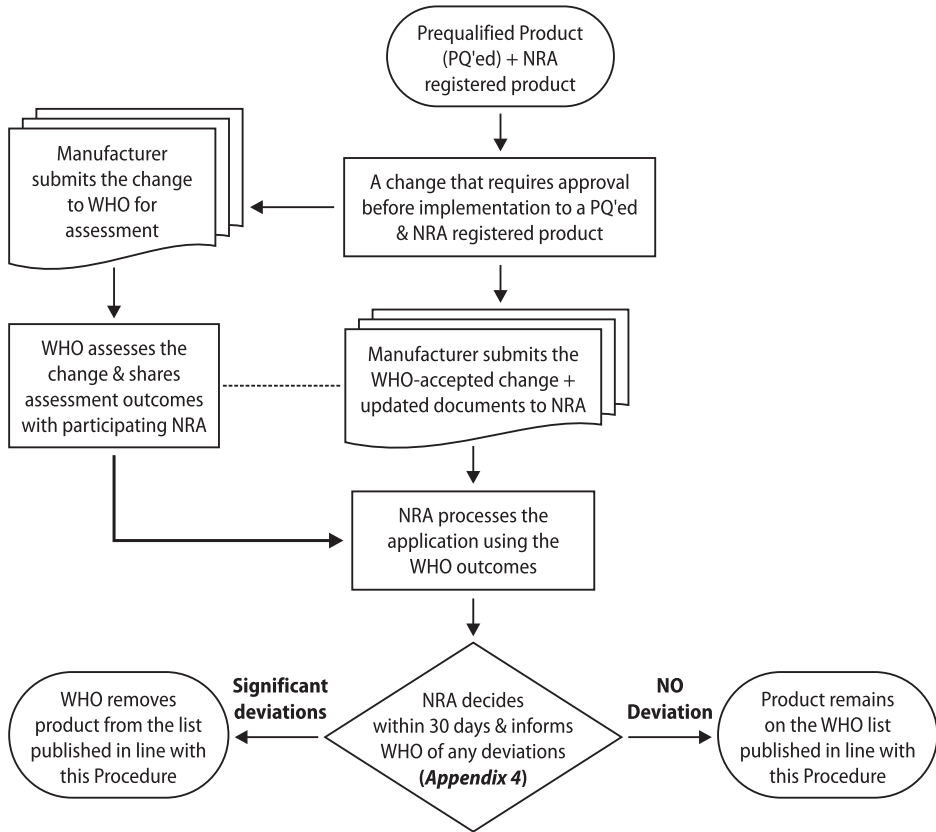 Prequalified Product
(PQ'ed) + NRA
registered product
Manufacturer
submits the change
to WHO for
assessment
A change that requires approval
before implementation to a PQ'ed
& NRA registered product
WHO assesses the
change & shares
assessment outcomes
with participating NRA
Manufacturer submits the
WHO-accepted change +
updated documents to NRA
NRA processes the
application using the
WHO outcomes
WHO removes
product from the list
published in line with
this Procedure
Significant
deviations
NRA decides
within 30 days & informs
WHO of any deviations
(Appendix 4)
NO
Deviation
Product remains
on the WHO list
published in line with
this Procedure